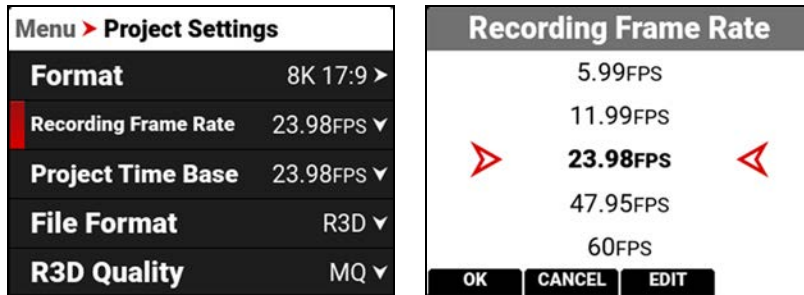 Menu > Project Settings
Format 8K 17:9 >
Recording Frame Rate 23.98FPS
Project Time Base 23.98FPS
File Format R3D
R3D Quality MQ
Recording Frame Rate
5.99FPS
11.99FPS
23.98FPS
47.95FPS
60FPS
OK CANCEL EDIT